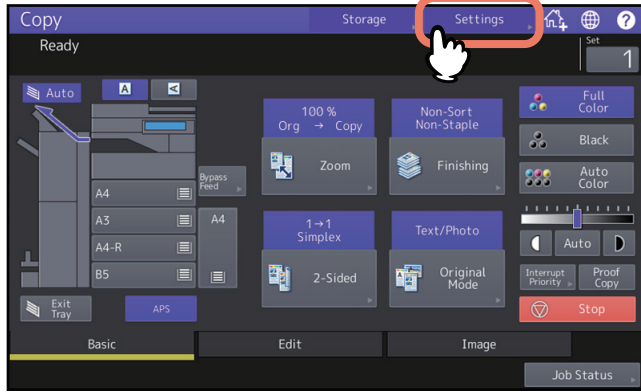 Copy
Storage
Settings
?
Ready
Set
1
Auto
A
A
100 %
Org → Copy
Zoom
Non-Sort
Non-Staple
Finishing
Full
Color
Black
Auto
Color
Bypass
Feed
A4
A3
A4-R
B5
A4
1→1
Simplex
2-Sided
Text/Photo
Original
Mode
Auto
Interrupt
Priority
Proof
Copy
Exit
Tray
APS
Stop
Basic
Edit
Image
Job Status